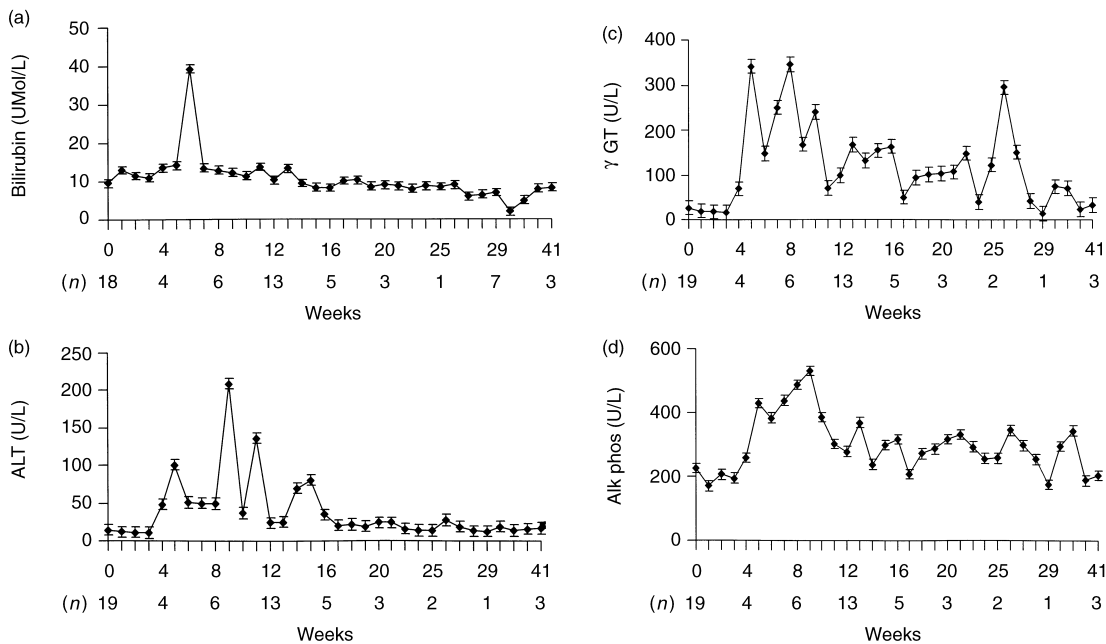 (a)
Bilirubin (UMol/L)
50
40
30
20
10
0
0 4 8 12 16 20 25 29 41
(n) 18 4 6 13 5 3 1 7 3
Weeks
(b)
ALT (U/L)
250
200
150
100
50
0
0 4 6 12 16 20 25 29 41
(n) 19 4 6 13 5 3 2 1 3
Weeks
(c)
γ GT (U/L)
400
300
200
100
0
0 4 8 12 16 20 25 29 41
(n) 19 4 6 13 5 3 2 1 3
Weeks
(d)
Alk phos (U/L)
600
400
200
0
0 4 8 12 16 20 25 29 41
(n) 19 4 6 13 5 3 2 1 3
Weeks